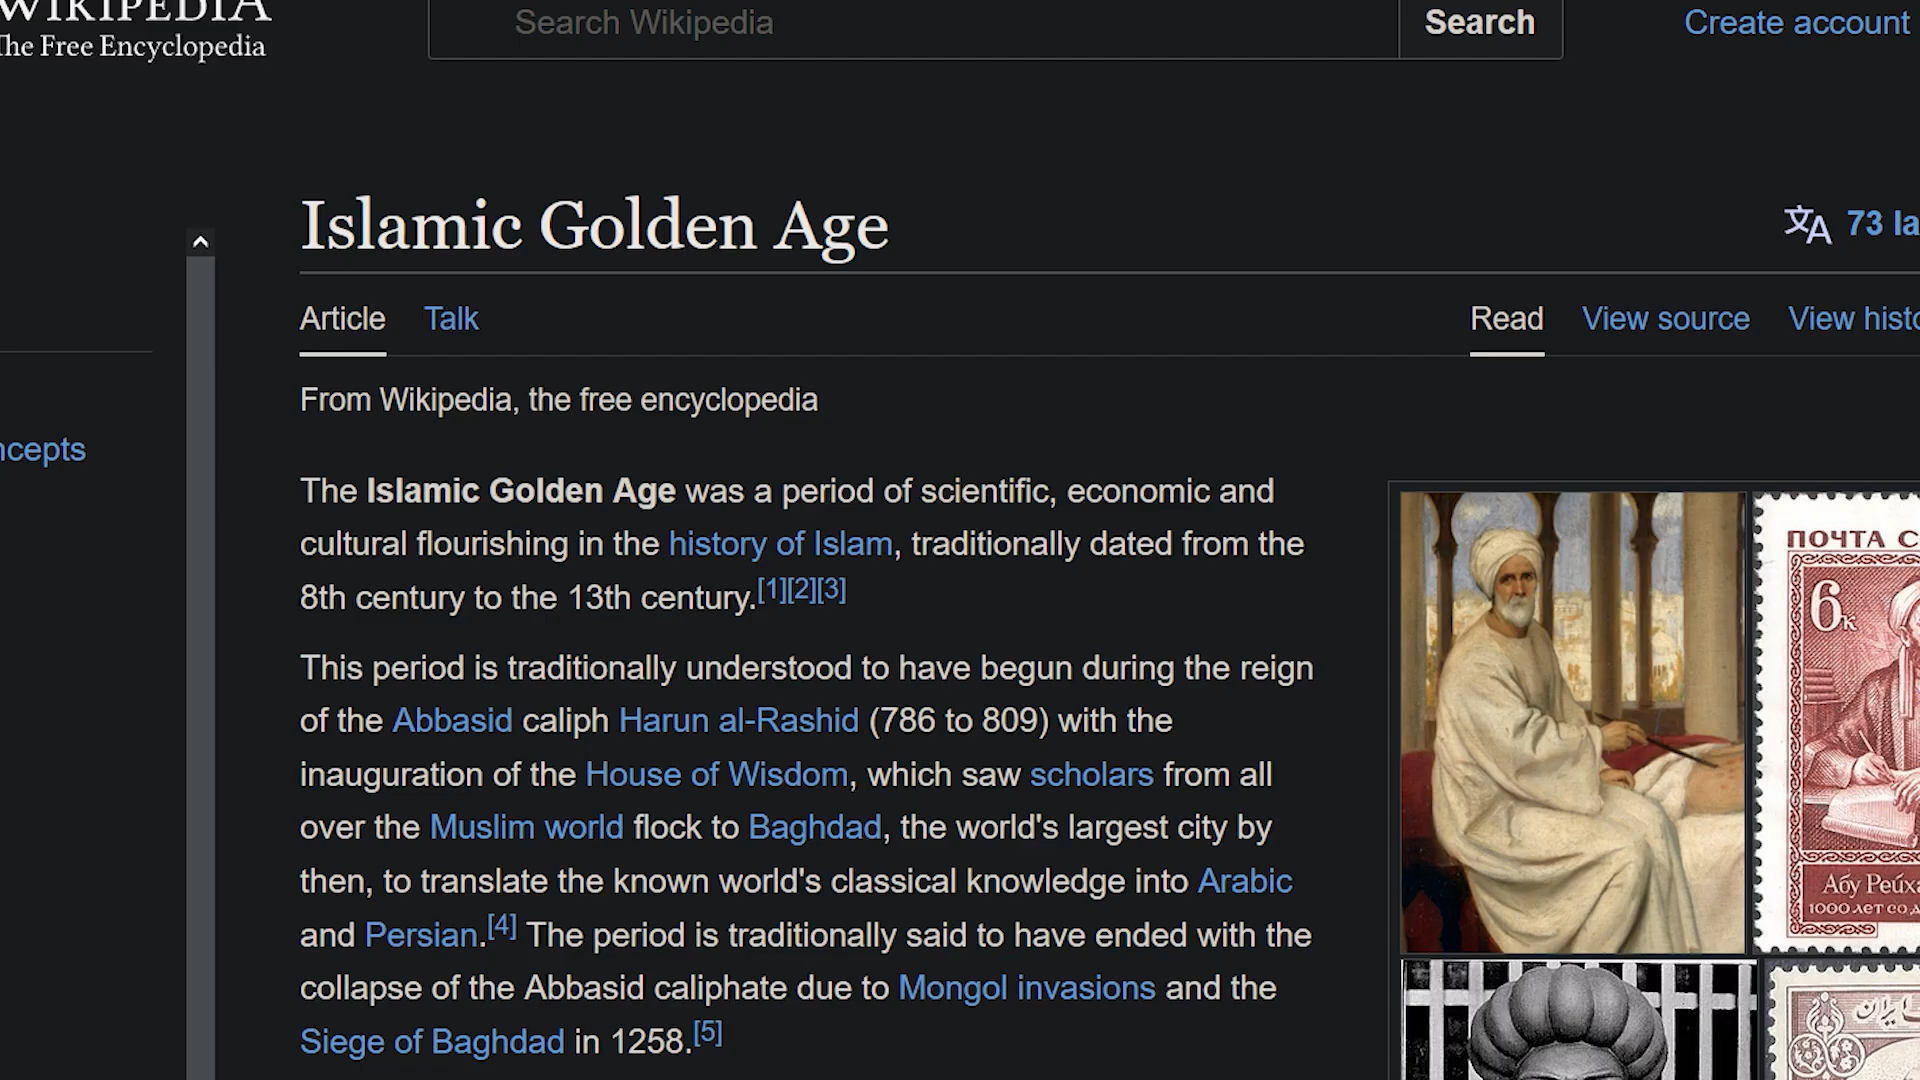 WIKIPEDIA
The Free Encyclopedia
Search Wikipedia
Search
Create account
Islamic Golden Age
73 la
Article
Talk
Read
View source
View histo
From Wikipedia, the free encyclopedia
ncepts
The Islamic Golden Age was a period of scientific, economic and
cultural flourishing in the history of Islam, traditionally dated from the
8th century to the 13th century.[1][2][3]
This period is traditionally understood to have begun during the reign
of the Abbasid caliph Harun al-Rashid (786 to 809) with the
inauguration of the House of Wisdom, which saw scholars from all
over the Muslim world flock to Baghdad, the world's largest city by
then, to translate the known world's classical knowledge into Arabic
and Persian.[4] The period is traditionally said to have ended with the
collapse of the Abbasid caliphate due to Mongol invasions and the
Siege of Baghdad in 1258.[5]
ПОЧТА С
6к
Абу Рейха
1000 лет со д